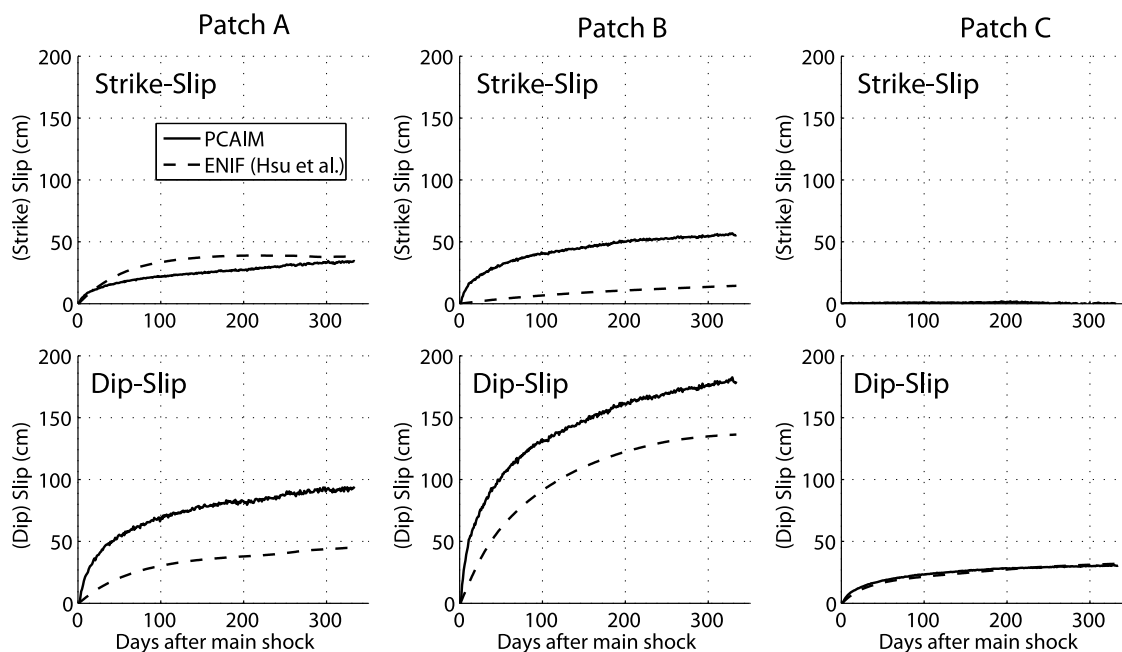 Patch A
Patch B
Patch C
Strike-Slip
Strike-Slip
Strike-Slip
PCAIM
ENIF (Hsu et al.)
(Strike) Slip (cm)
200
150
100
50
0
0 100 200 300
(Strike) Slip (cm)
200
150
100
50
0
0 100 200 300
(Strike) Slip (cm)
200
150
100
50
0
0 100 200 300
Dip-Slip
Dip-Slip
Dip-Slip
(Dip) Slip (cm)
200
150
100
50
0
0 100 200 300
Days after main shock
(Dip) Slip (cm)
200
150
100
50
0
0 100 200 300
Days after main shock
(Dip) Slip (cm)
200
150
100
50
0
0 100 200 300
Days after main shock